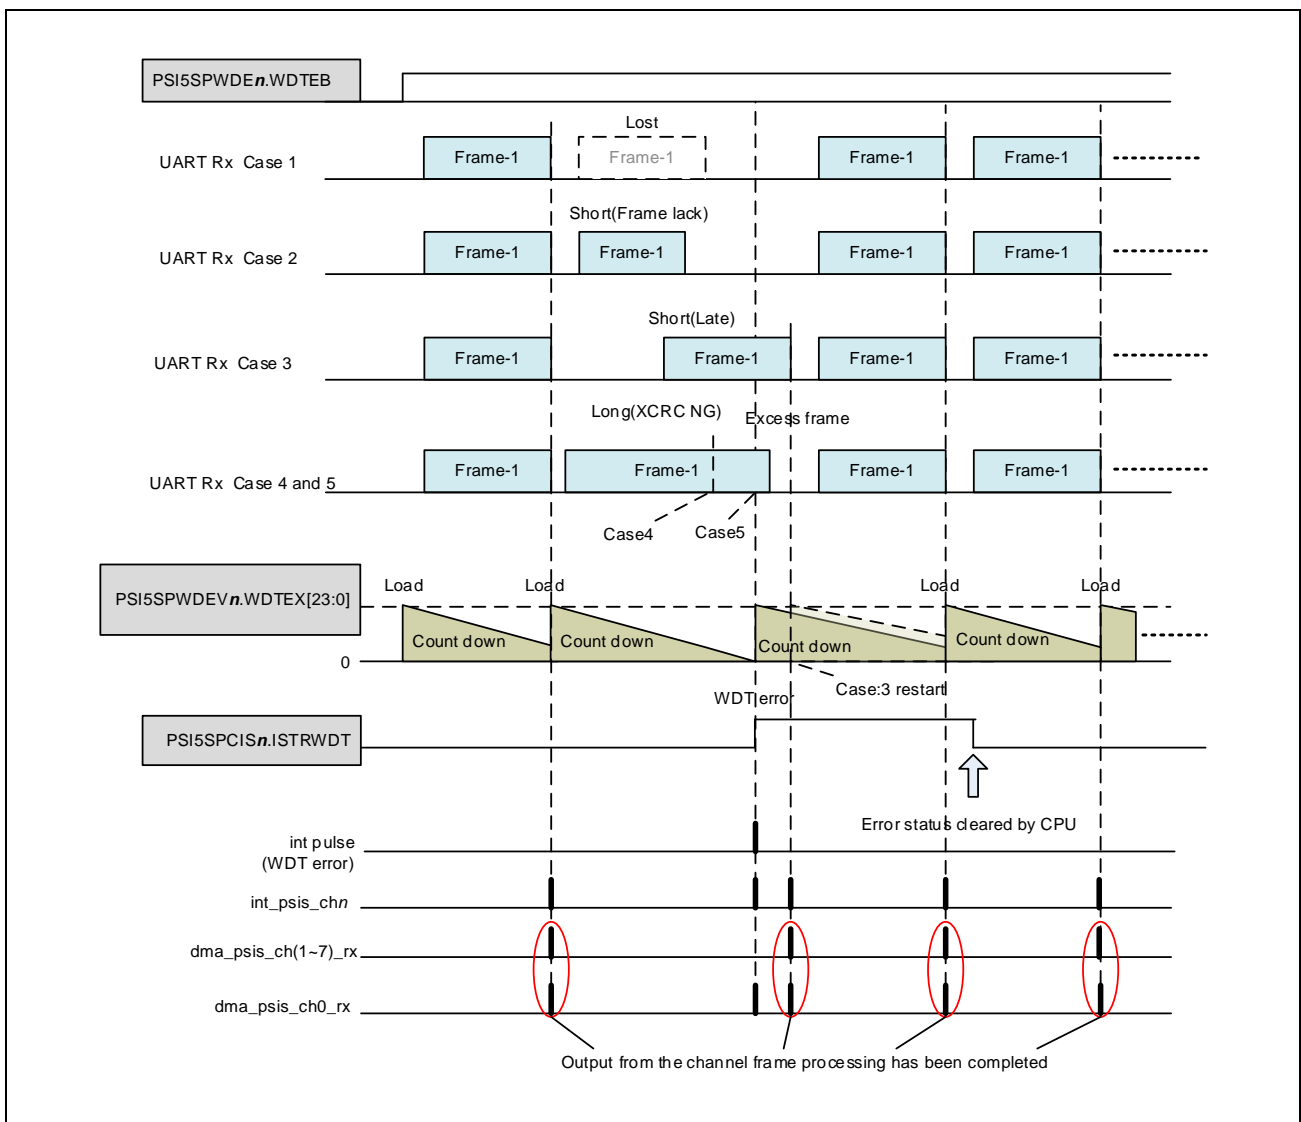 PSI5SPWDEn.WDTEB
Lost
UART Rx Case 1
Frame-1
Frame-1
Frame-1
Frame-1
Short(Frame lack)
UART Rx Case 2
Frame-1
Frame-1
Frame-1
Frame-1
Short(Late)
UART Rx Case 3
Frame-1
Frame-1
Frame-1
Frame-1
Long(XCRC NG)
Excess frame
UART Rx Case 4 and 5
Frame-1
Frame-1
Frame-1
Frame-1
Case4
Case5
PSI5SPWDEVn.WDTEX[23:0]
Load
Load
Load
Load
Count down
Count down
Count down
Count down
0
Case:3 restart
WDT error
PSI5SPCISn.ISTRWDT
Error status cleared by CPU
int pulse
(WDT error)
int_psis_chn
dma_psis_ch(1~7)_rx
dma_psis_ch0_rx
Output from the channel frame processing has been completed